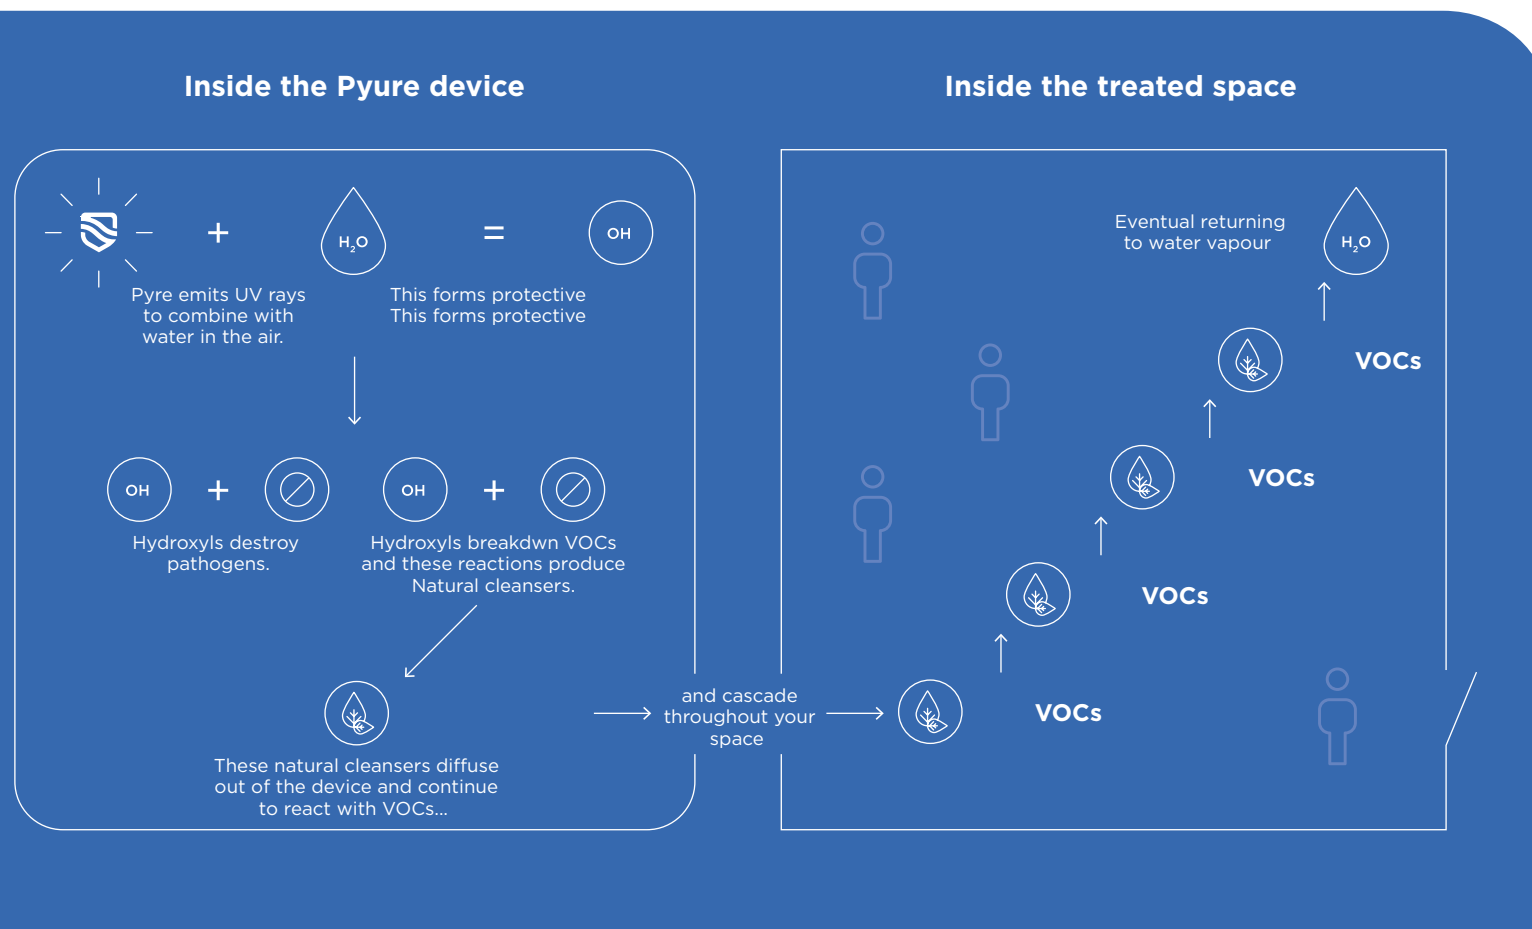 Inside the Pyure device
H₂O
OH
Pyre emits UV rays
to combine with
water in the air.
This forms protective
This forms protective
OH
OH
Hydroxyls destroy
pathogens.
Hydroxyls breakdwn VOCs
and these reactions produce
Natural cleansers.
These natural cleansers diffuse
out of the device and continue
to react with VOCs...
and cascade
throughout your
space
Inside the treated space
Eventual returning
to water vapour
H₂O
VOCs
VOCs
VOCs
VOCs